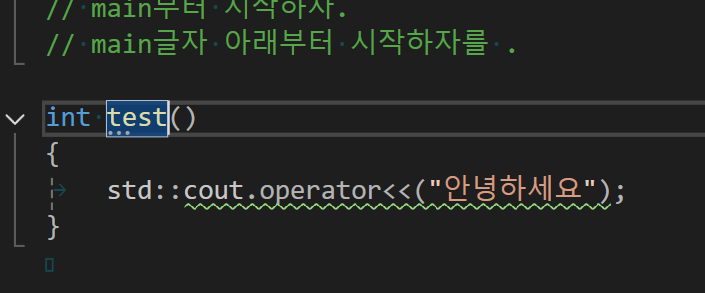 // main부터 시작하자.
// main글자 아래부터 시작하자를 .
int test()
{
std::cout.operator<<("안녕하세요");
}